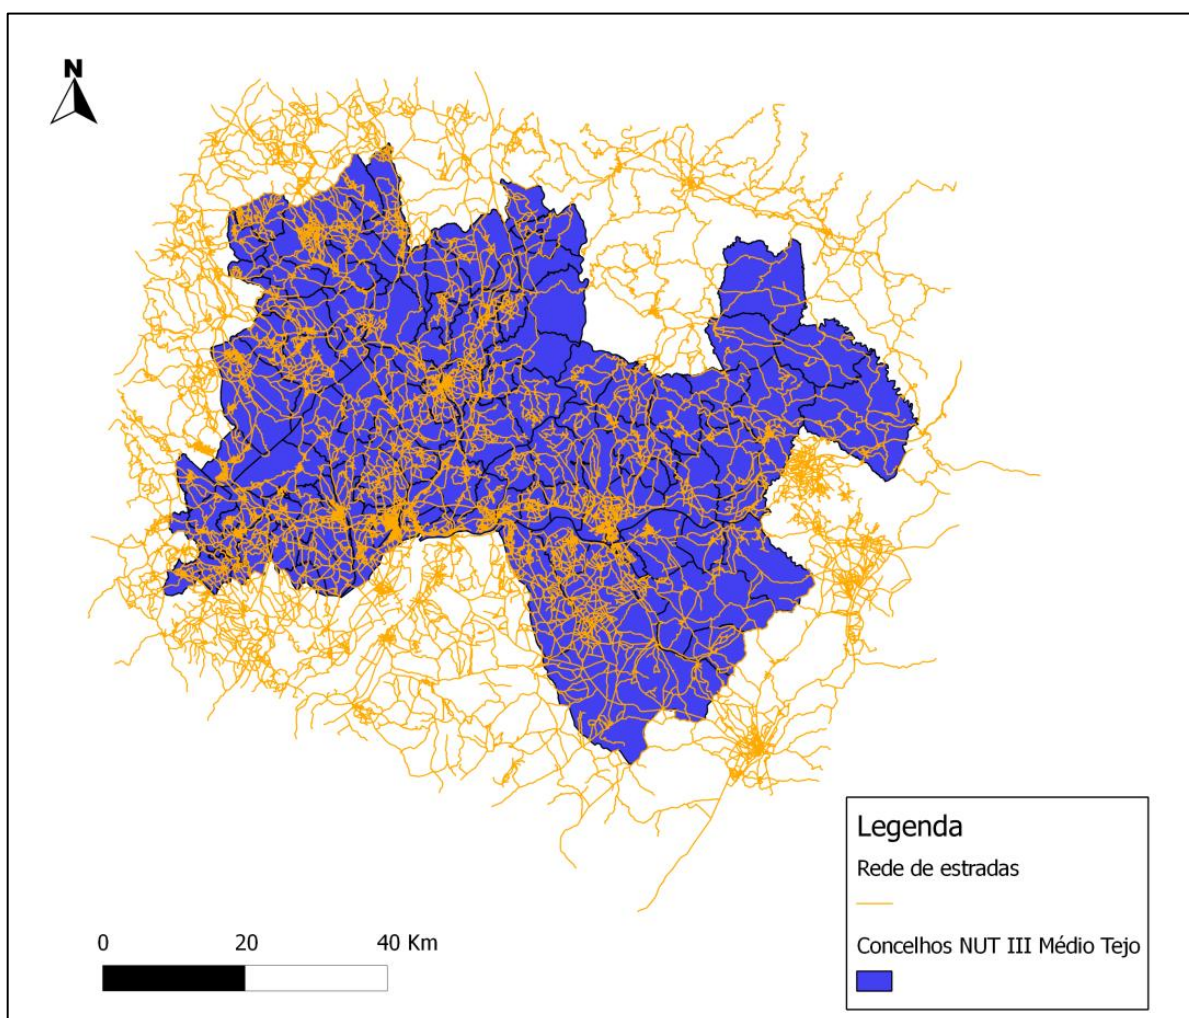 N
0 20 40 Km
Legenda
Rede de estradas
Concelhos NUT III Médio Tejo